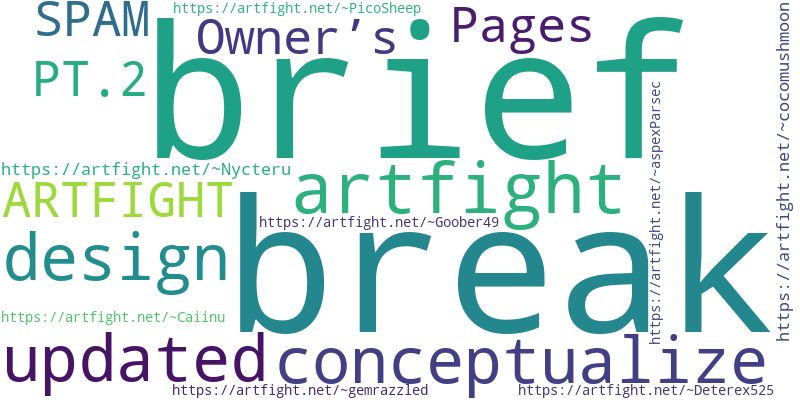 https://artfight.net/~PicoSheep
SPAM
Owner’s
Pages
brief
PT.2
https://artfight.net/~cocomushmoon
https://artfight.net/~aspexParsec
https://artfight.net/~Nycteru
ARTFIGHT
artfight
https://artfight.net/~Goober49
design
break
https://artfight.net/~Caiinu
updated
conceptualize
https://artfight.net/~gemrazzled
https://artfight.net/~Deterex525